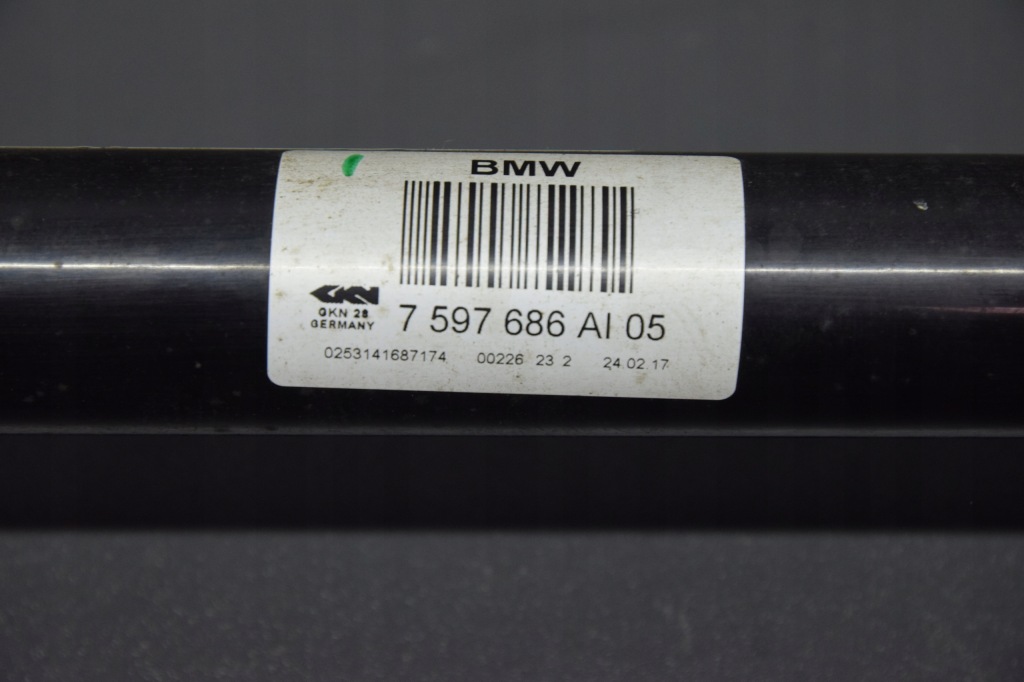 BMW
GKN
GKN 28
GERMANY
7 597 686 AI 05
0253141687174 00226 23 2 24.02.17